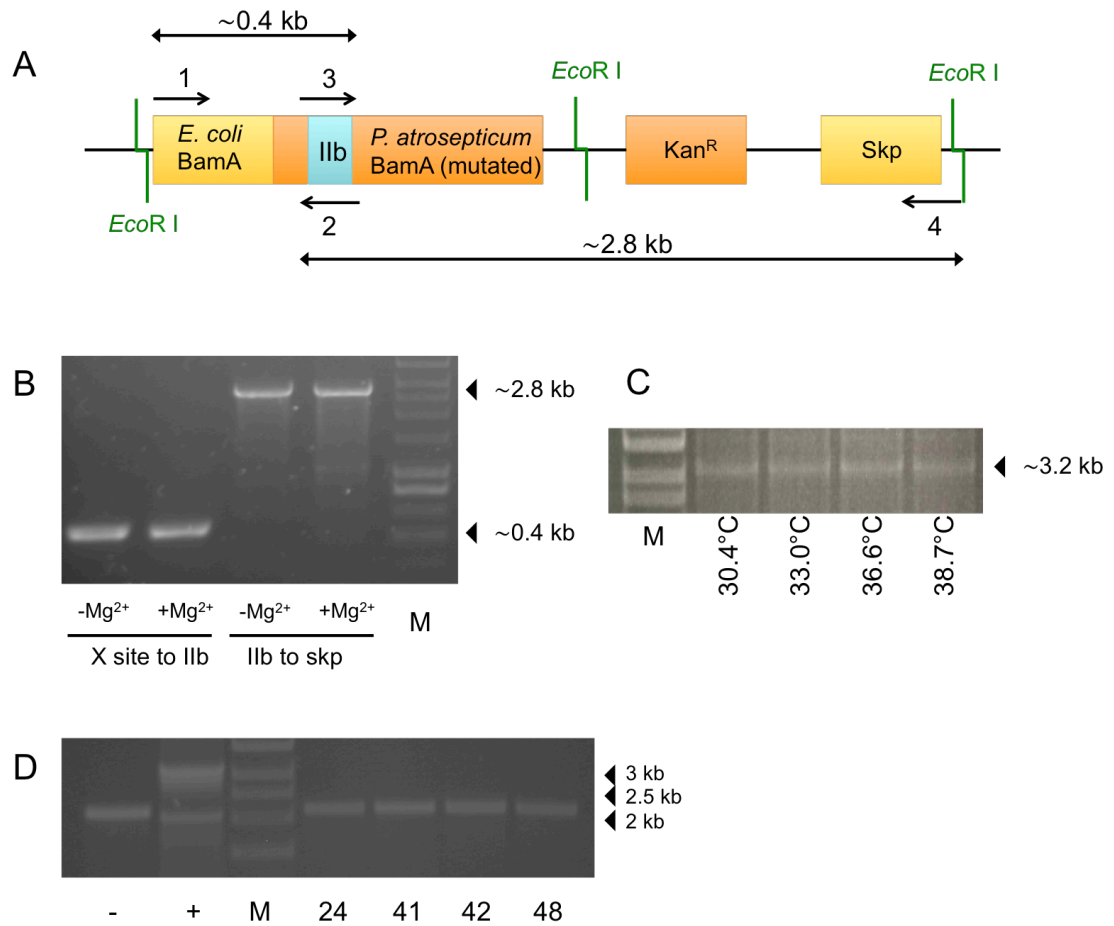 A
~0.4 kb
1
3
EcoR I
EcoR I
E. coli
BamA
IIb
P. atrosepticum
BamA (mutated)
Kanᴿ
Skp
EcoR I
2
4
~2.8 kb
B
~2.8 kb
~0.4 kb
-Mg²⁺
+Mg²⁺
-Mg²⁺
+Mg²⁺
M
X site to IIb
IIb to skp
C
~3.2 kb
M
30.4°C
33.0°C
36.6°C
38.7°C
D
3 kb
2.5 kb
2 kb
-
+
M
24
41
42
48